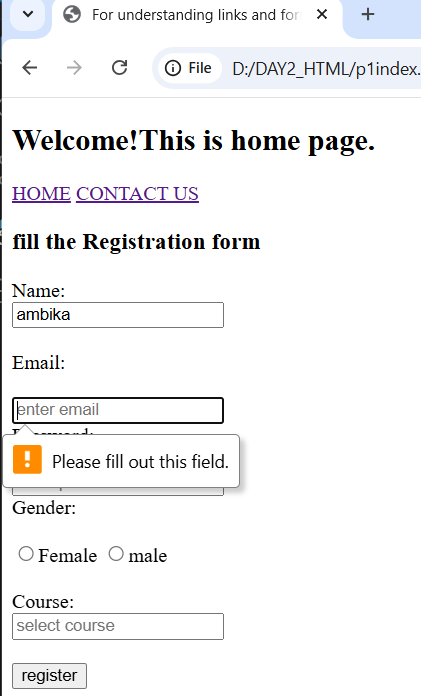 For understanding links and for
File D:/DAY2_HTML/p1index.
Welcome!This is home page.
HOME CONTACT US
fill the Registration form
Name:
ambika
Email:
enter email
Please fill out this field.
Gender:
Female male
Course:
select course
register